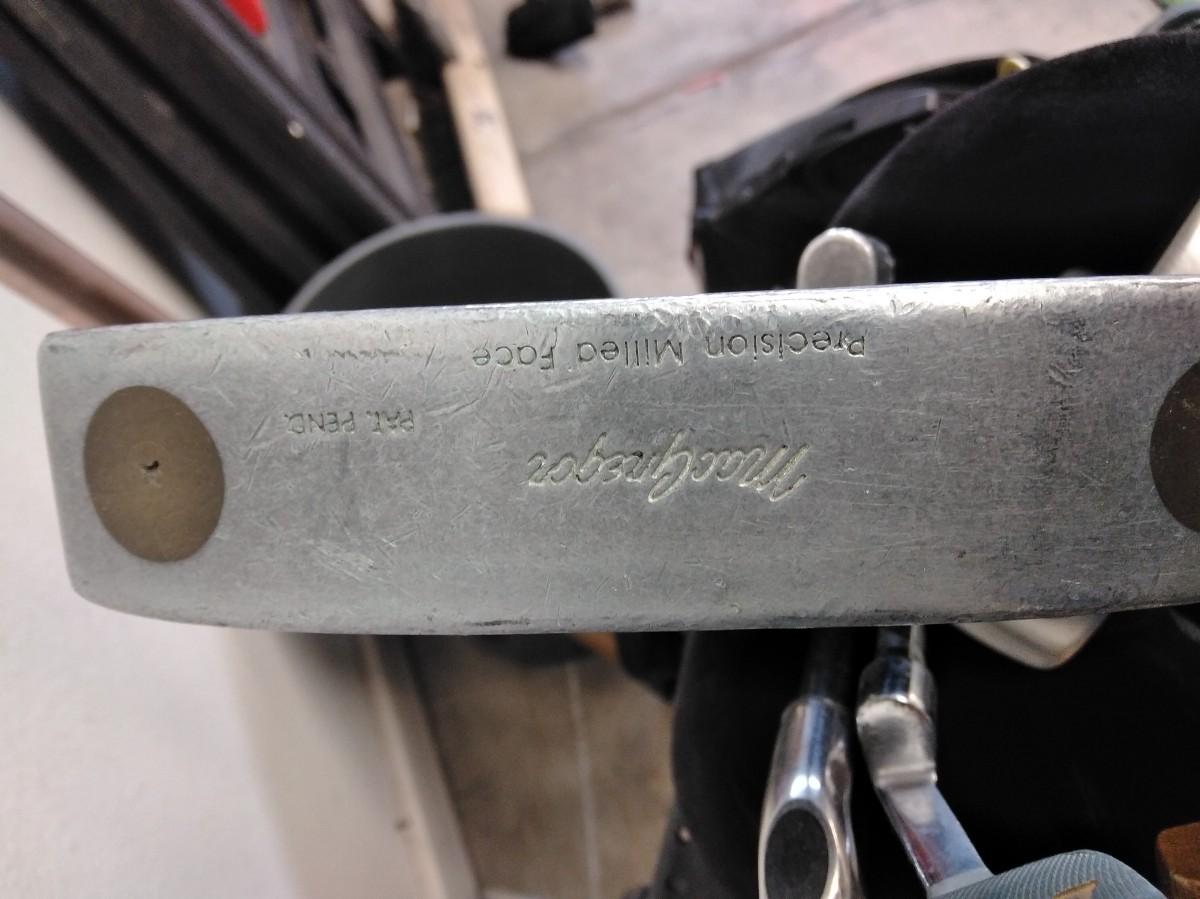 MacGregor
PAT. PEND.
Precision Milled Face